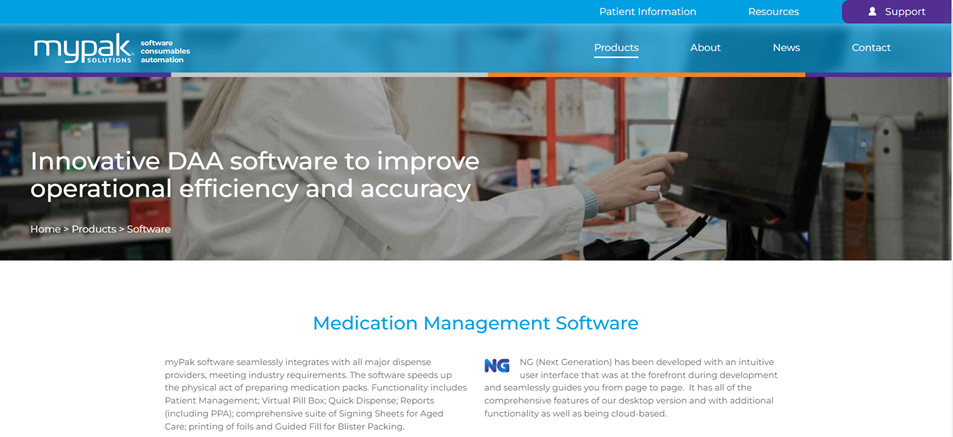 Patient Information Resources Support
mypak SOLUTIONS
software
consumables
automation
Products About News Contact
Innovative DAA software to improve
operational efficiency and accuracy
Home > Products > Software
Medication Management Software
myPak software seamlessly integrates with all major dispense
providers, meeting industry requirements. The software speeds up
the physical act of preparing medication packs. Functionality includes
Patient Management; Virtual Pill Box; Quick Dispense; Reports
(including PPA); comprehensive suite of Signing Sheets for Aged
Care; printing of foils and Guided Fill for Blister Packing.
NG NG (Next Generation) has been developed with an intuitive
user interface that was at the forefront during development
and seamlessly guides you from page to page. It has all of the
comprehensive features of our desktop version and with additional
functionality as well as being cloud-based.